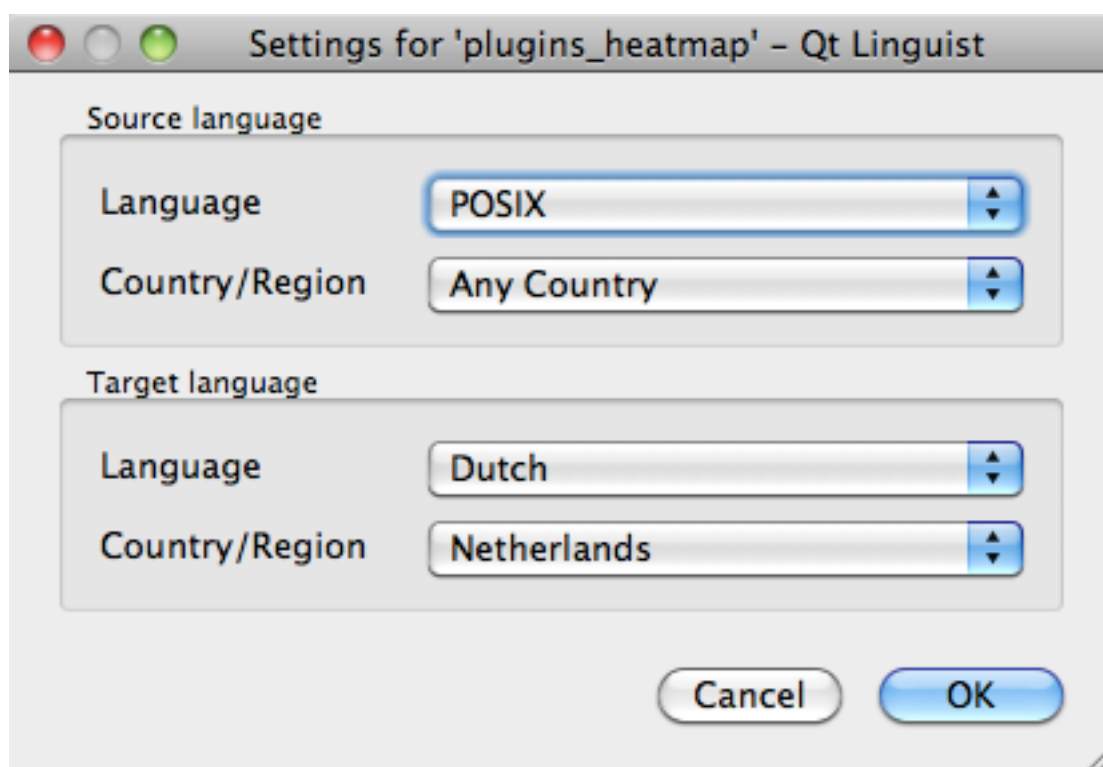 Settings for 'plugins_heatmap' – Qt Linguist
Source language
Language POSIX
Country/Region Any Country
Target language
Language Dutch
Country/Region Netherlands
Cancel OK